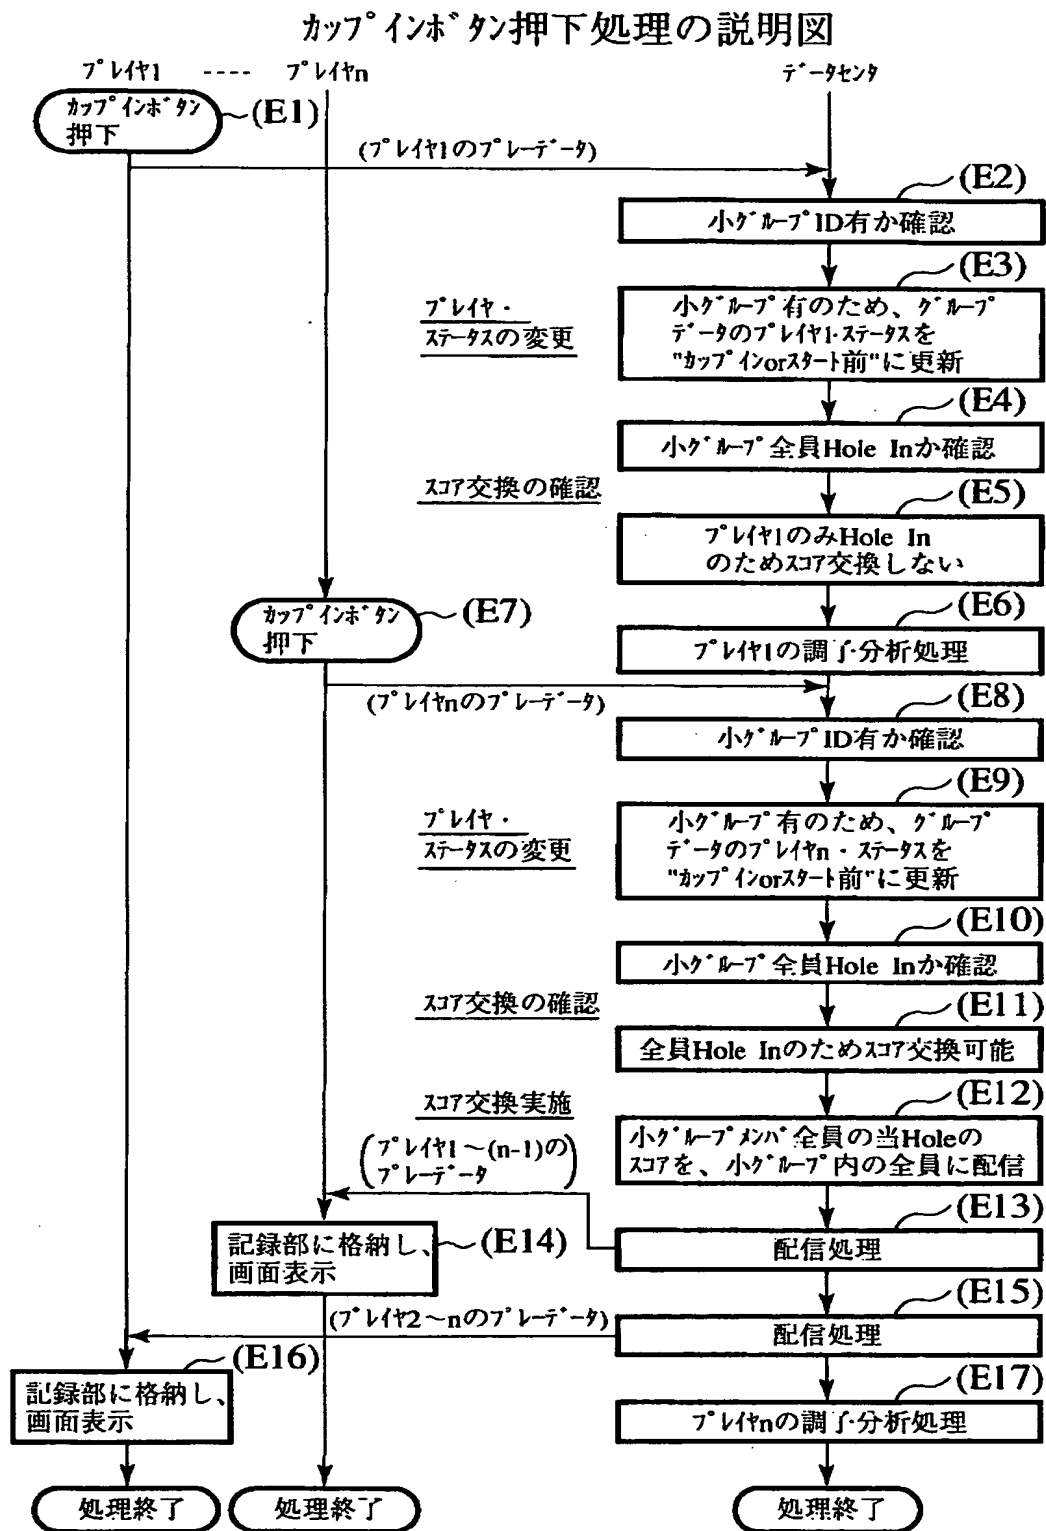 カップインボタン押下処理の説明図
プレイヤ1 ---- プレイヤn
データセンタ
カップインボタン
押下
(E1)
(プレイヤ1のプレーデータ)
(E2)
小グループID有か確認
(E3)
プレイヤ・
ステータスの変更
小グループ有のため、グループ
データのプレイヤ1・ステータスを
"カップインorスタート前"に更新
(E4)
小グループ全員Hole Inか確認
スコア交換の確認
(E5)
プレイヤ1のみHole In
のためスコア交換しない
カップインボタン
押下
(E7)
(E6)
プレイヤ1の調子・分析処理
(プレイヤnのプレーデータ)
(E8)
小グループID有か確認
(E9)
プレイヤ・
ステータスの変更
小グループ有のため、グループ
データのプレイヤn・ステータスを
"カップインorスタート前"に更新
(E10)
小グループ全員Hole Inか確認
スコア交換の確認
(E11)
全員Hole Inのためスコア交換可能
スコア交換実施
(E12)
小グループメンバ全員の当Holeの
スコアを、小グループ内の全員に配信
(プレイヤ1～(n-1)の
プレーデータ)
(E13)
配信処理
記録部に格納し、
画面表示
(E14)
(E15)
(プレイヤ2～nのプレーデータ)
配信処理
(E16)
記録部に格納し、
画面表示
(E17)
プレイヤnの調子・分析処理
処理終了
処理終了
処理終了